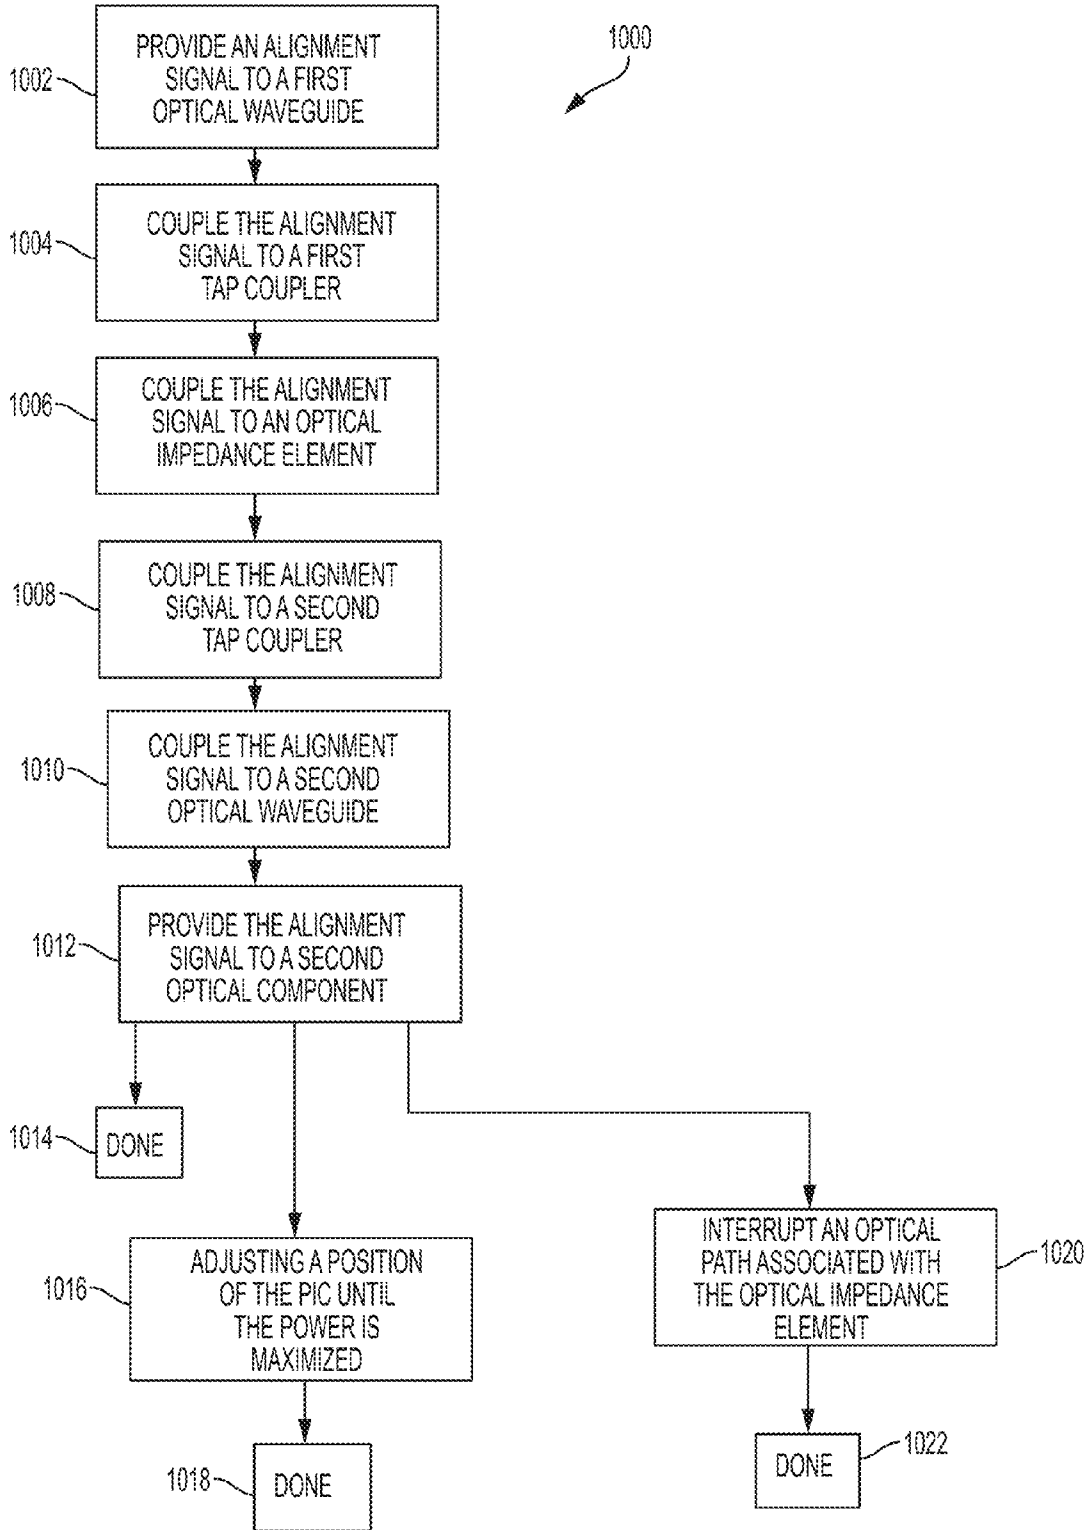 1000
1002
PROVIDE AN ALIGNMENT
SIGNAL TO A FIRST
OPTICAL WAVEGUIDE
1004
COUPLE THE ALIGNMENT
SIGNAL TO A FIRST
TAP COUPLER
1006
COUPLE THE ALIGNMENT
SIGNAL TO AN OPTICAL
IMPEDANCE ELEMENT
1008
COUPLE THE ALIGNMENT
SIGNAL TO A SECOND
TAP COUPLER
1010
COUPLE THE ALIGNMENT
SIGNAL TO A SECOND
OPTICAL WAVEGUIDE
1012
PROVIDE THE ALIGNMENT
SIGNAL TO A SECOND
OPTICAL COMPONENT
1014
DONE
1016
ADJUSTING A POSITION
OF THE PIC UNTIL
THE POWER IS
MAXIMIZED
1018
DONE
INTERRUPT AN OPTICAL
PATH ASSOCIATED WITH
THE OPTICAL IMPEDANCE
ELEMENT
1020
DONE
1022